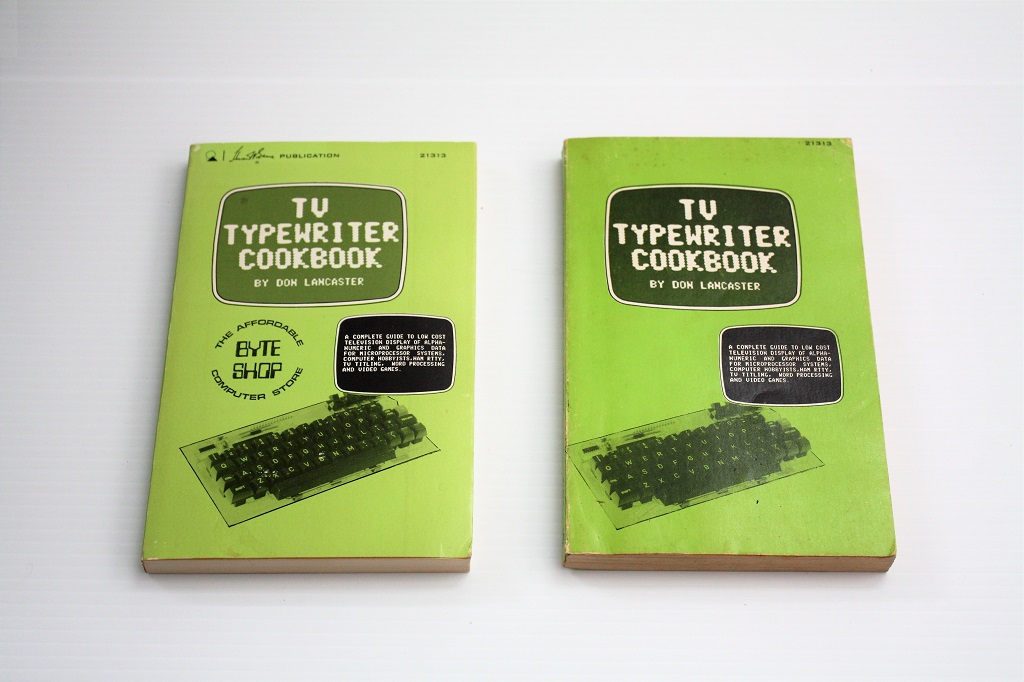 PUBLICATION 21313
TV
TYPEWRITER
COOKBOOK
BY DON LANCASTER
THE AFFORDABLE
BYTE
SHOP
COMPUTER STORE
A COMPLETE GUIDE TO LOW COST
TELEVISION DISPLAY OF ALPHA-
NUMERIC AND GRAPHICS DATA
FOR MICROPROCESSOR SYSTEMS,
COMPUTER HOBBYISTS, HAM RTTY,
TV TITLING, WORD PROCESSING
AND VIDEO GAMES.
21313
TV
TYPEWRITER
COOKBOOK
BY DON LANCASTER
A COMPLETE GUIDE TO LOW COST
TELEVISION DISPLAY OF ALPHA-
NUMERIC AND GRAPHICS DATA
FOR MICROPROCESSOR SYSTEMS,
COMPUTER HOBBYISTS, HAM RTTY,
TV TITLING, WORD PROCESSING
AND VIDEO GAMES.